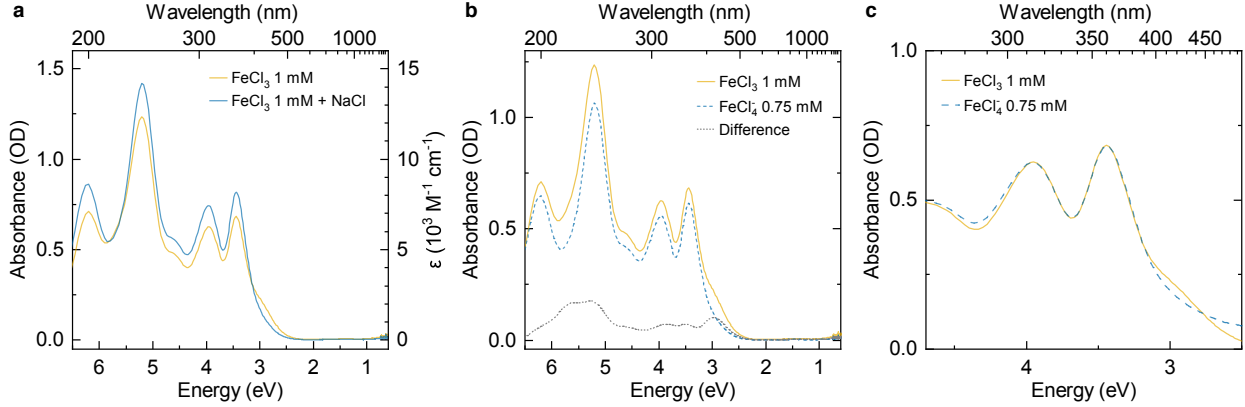 a
Wavelength (nm)
200
300
500
1000
1.5
1.0
0.5
0.0
Absorbance (OD)
FeCl₃ 1 mM
FeCl₃ 1 mM + NaCl
15
10
5
0
ε (10³ M⁻¹ cm⁻¹)
6 5 4 3 2 1
Energy (eV)
b
Wavelength (nm)
200
300
500
1000
1.0
0.5
0.0
Absorbance (OD)
FeCl₃ 1 mM
FeCl₄⁻ 0.75 mM
Difference
6 5 4 3 2 1
Energy (eV)
c
Wavelength (nm)
300
350
400
450
1.0
0.5
0.0
Absorbance (OD)
FeCl₃ 1 mM
FeCl₄⁻ 0.75 mM
4 3
Energy (eV)